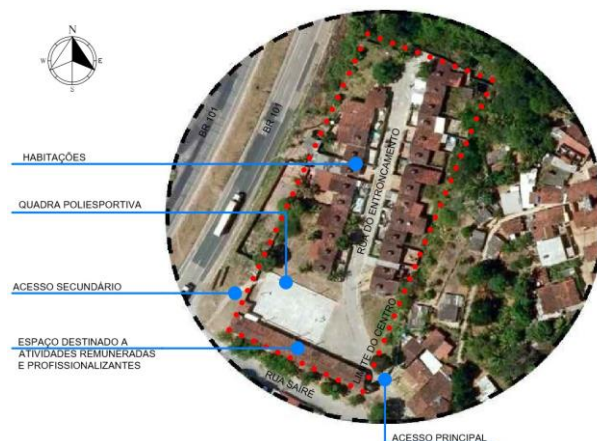 N
W
E
S
BR 101
BR 101
HABITAÇÕES
QUADRA POLIESPORTIVA
RUA DO ENTRONCAMENTO
ACESSO SECUNDÁRIO
ESPAÇO DESTINADO A
ATIVIDADES REMUNERADAS
E PROFISSIONALIZANTES
LIMITE DO CENTRO
RUA SAIRÉ
ACESSO PRINCIPAL